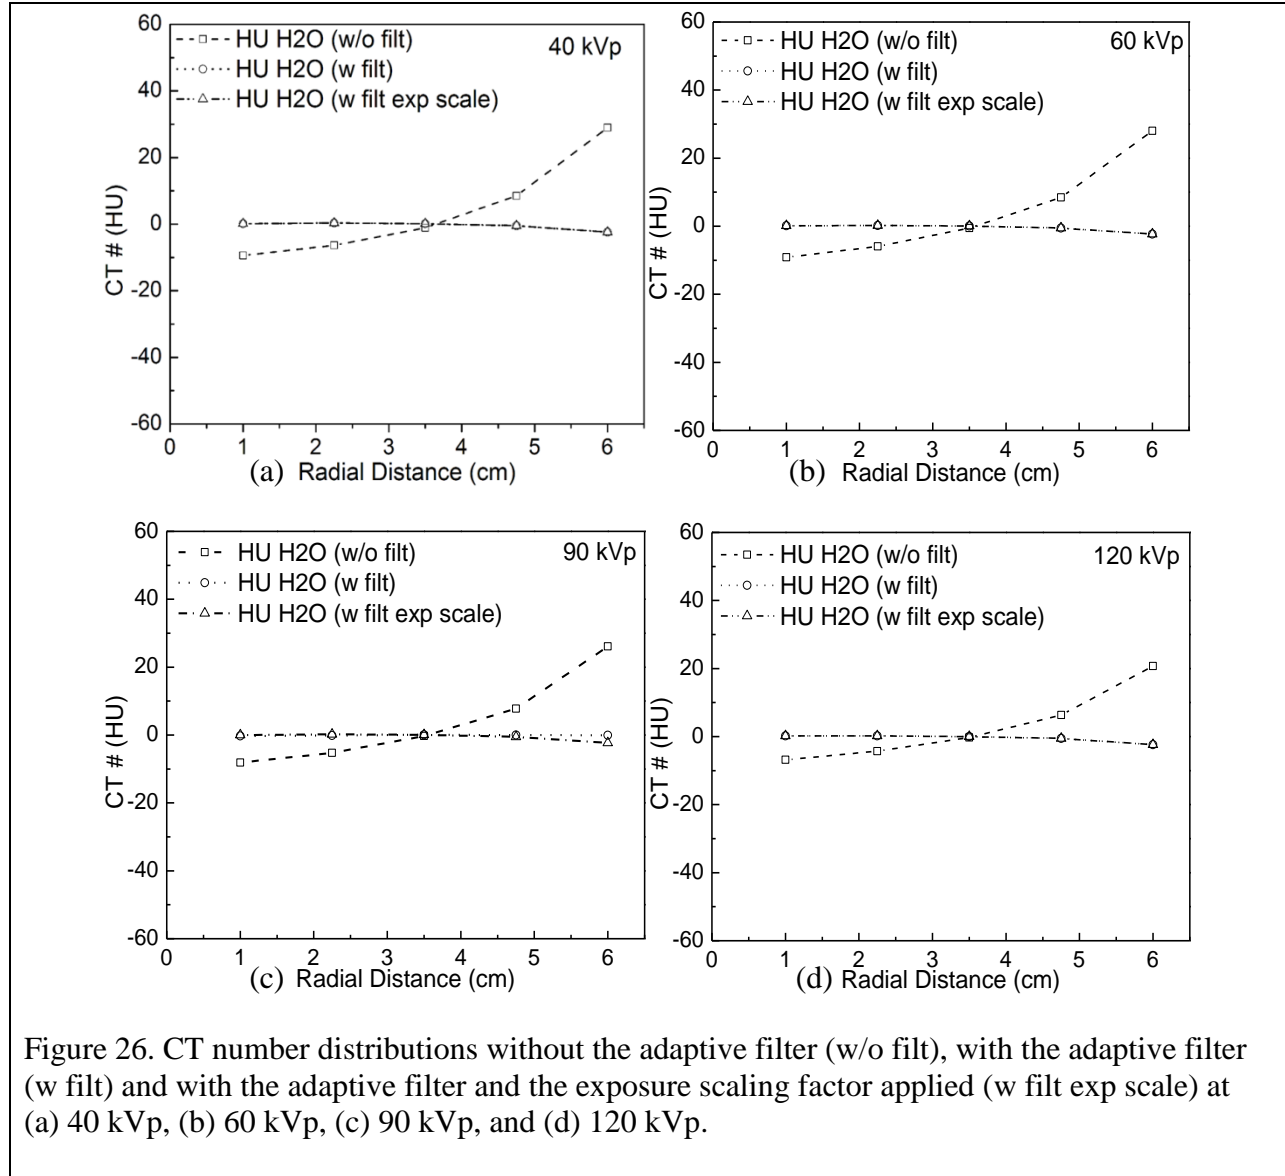 60
40
20
0
-20
-40
-60
CT # (HU)
HU H2O (w/o filt)
HU H2O (w filt)
HU H2O (w filt exp scale)
40 kVp
0 1 2 3 4 5 6
(a) Radial Distance (cm)
60
40
20
0
-20
-40
-60
CT # (HU)
HU H2O (w/o filt)
HU H2O (w filt)
HU H2O (w filt exp scale)
60 kVp
0 1 2 3 4 5 6
(b) Radial Distance (cm)
60
40
20
0
-20
-40
-60
CT # (HU)
HU H2O (w/o filt)
HU H2O (w filt)
HU H2O (w filt exp scale)
90 kVp
0 1 2 3 4 5 6
(c) Radial Distance (cm)
60
40
20
0
-20
-40
-60
CT # (HU)
HU H2O (w/o filt)
HU H2O (w filt)
HU H2O (w filt exp scale)
120 kVp
0 1 2 3 4 5 6
(d) Radial Distance (cm)
Figure 26. CT number distributions without the adaptive filter (w/o filt), with the adaptive filter
(w filt) and with the adaptive filter and the exposure scaling factor applied (w filt exp scale) at
(a) 40 kVp, (b) 60 kVp, (c) 90 kVp, and (d) 120 kVp.